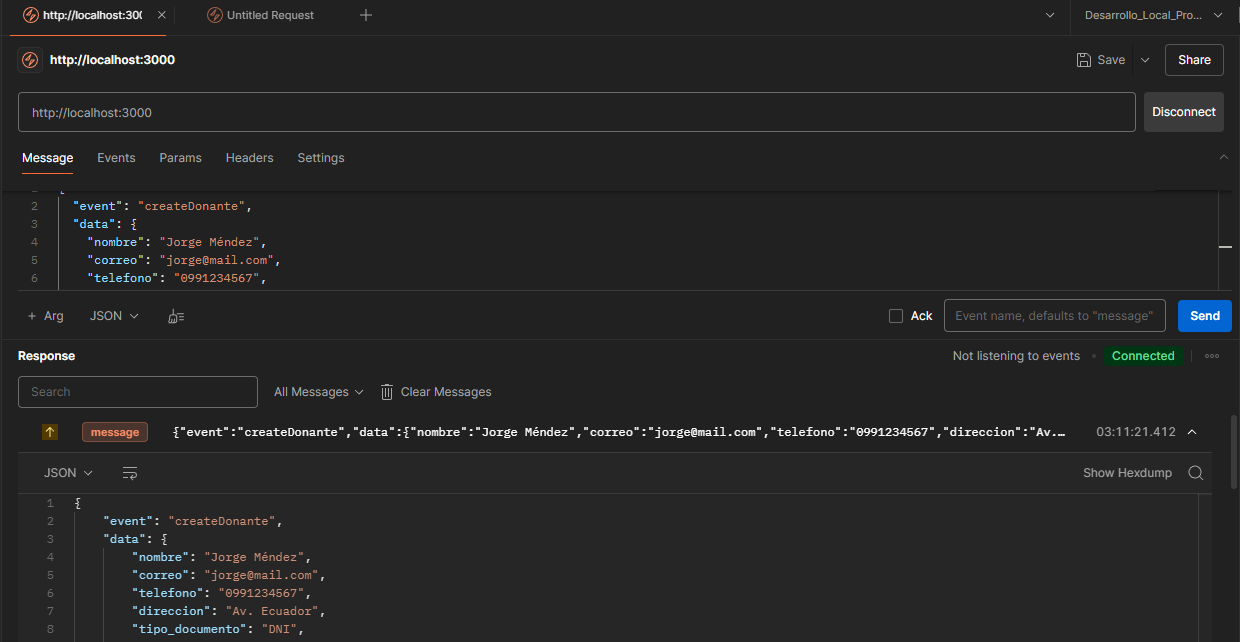 http://localhost:300
Untitled Request
Desarrollo_Local_Pro...
http://localhost:3000
Save
Share
http://localhost:3000
Disconnect
Message Events Params Headers Settings
2 "event": "createDonante",
3 "data": {
4 "nombre": "Jorge Méndez",
5 "correo": "jorge@mail.com",
6 "telefono": "0991234567",
+ Arg JSON
Ack Event name, defaults to "message" Send
Response
Not listening to events Connected
Search All Messages Clear Messages
message {"event":"createDonante","data":{"nombre":"Jorge Méndez","correo":"jorge@mail.com","telefono":"0991234567","direccion":"Av.… 03:11:21.412
JSON
Show Hexdump
1 {
2 "event": "createDonante",
3 "data": {
4 "nombre": "Jorge Méndez",
5 "correo": "jorge@mail.com",
6 "telefono": "0991234567",
7 "direccion": "Av. Ecuador",
8 "tipo_documento": "DNI",